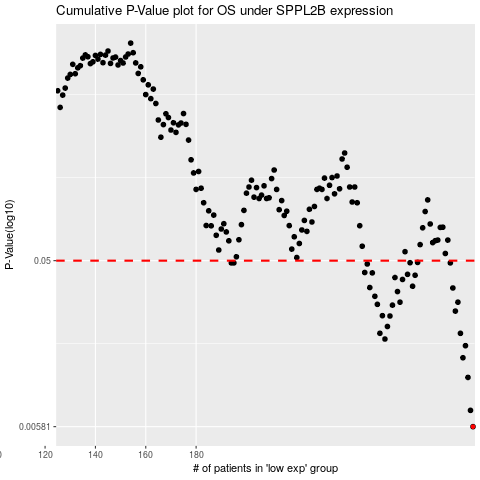 Cumulative P-Value plot for OS under SPPL2B expression
P-Value(log10)
0.05
0.00581
0
120
140
160
180
# of patients in 'low exp' group